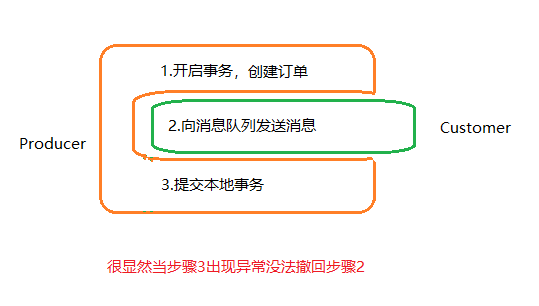 1.开启事务，创建订单
2.向消息队列发送消息
Customer
Producer
3.提交本地事务
很显然当步骤3出现异常没法撤回步骤2